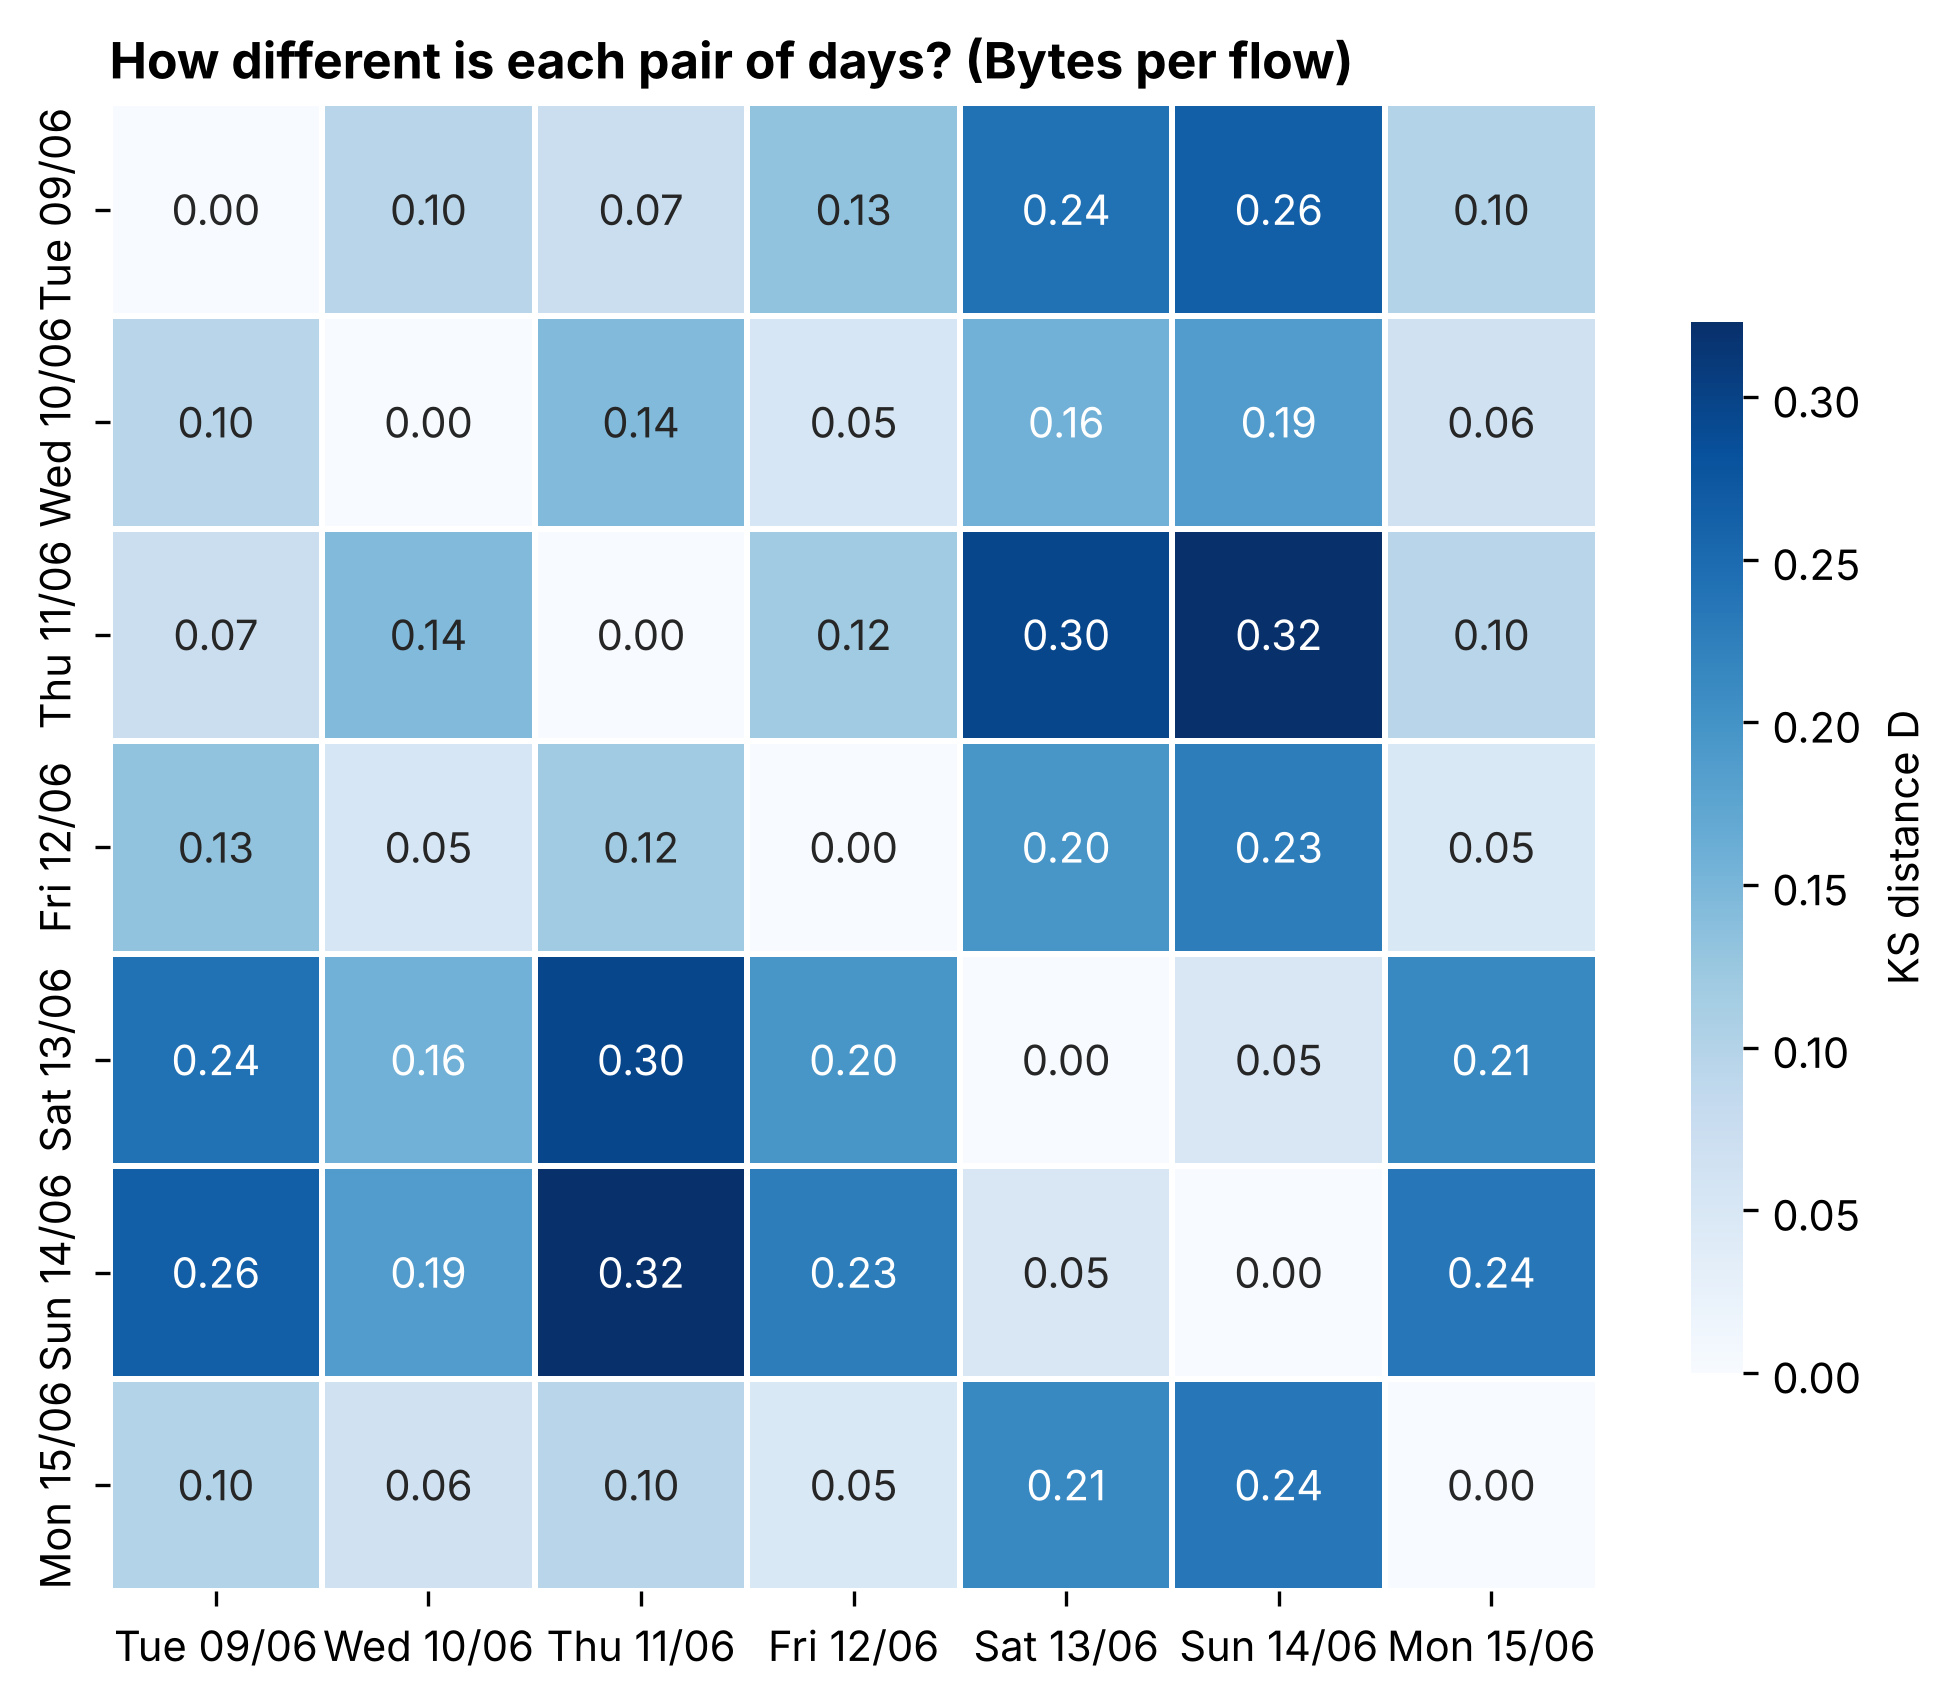 How different is each pair of days? (Bytes per flow)
Tue 09/06 0.00 0.10 0.07 0.13 0.24 0.26 0.10
Wed 10/06 0.10 0.00 0.14 0.05 0.16 0.19 0.06
Thu 11/06 0.07 0.14 0.00 0.12 0.30 0.32 0.10
Fri 12/06 0.13 0.05 0.12 0.00 0.20 0.23 0.05
Sat 13/06 0.24 0.16 0.30 0.20 0.00 0.05 0.21
Sun 14/06 0.26 0.19 0.32 0.23 0.05 0.00 0.24
Mon 15/06 0.10 0.06 0.10 0.05 0.21 0.24 0.00
Tue 09/06 Wed 10/06 Thu 11/06 Fri 12/06 Sat 13/06 Sun 14/06 Mon 15/06
0.30
0.25
0.20
0.15
0.10
0.05
0.00
KS distance D